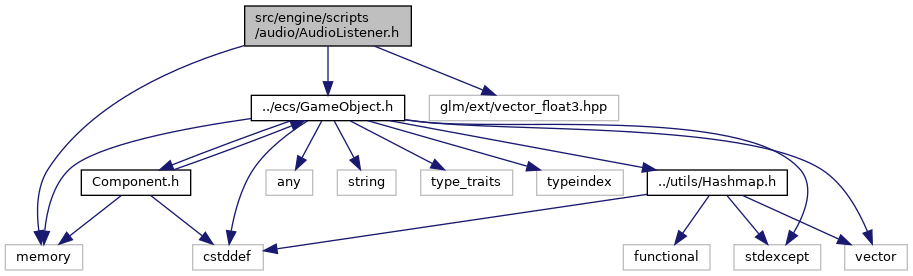 src/engine/scripts
/audio/AudioListener.h
../ecs/GameObject.h
glm/ext/vector_float3.hpp
Component.h
any
string
type_traits
typeindex
../utils/Hashmap.h
memory
cstddef
functional
stdexcept
vector